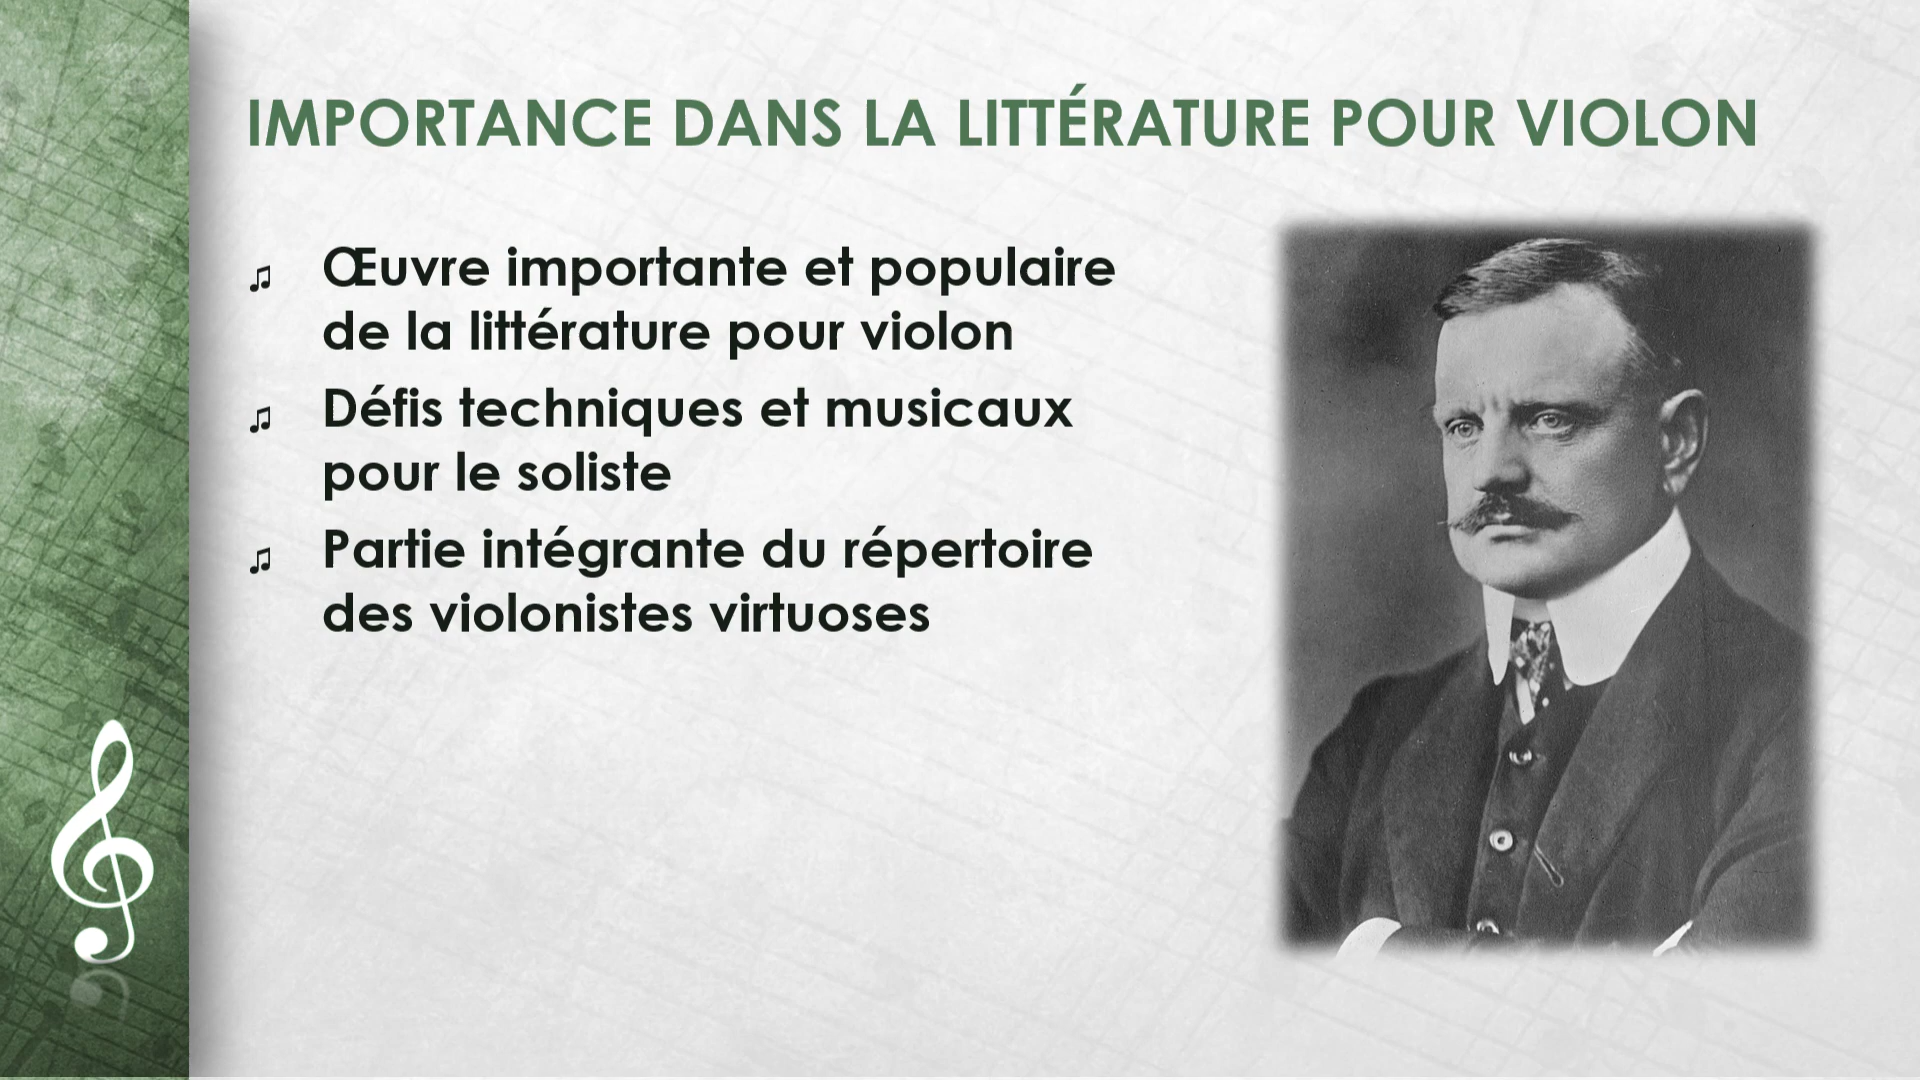 IMPORTANCE DANS LA LITTÉRATURE POUR VIOLON
Œuvre importante et populaire
de la littérature pour violon
Défis techniques et musicaux
pour le soliste
Partie intégrante du répertoire
des violonistes virtuoses